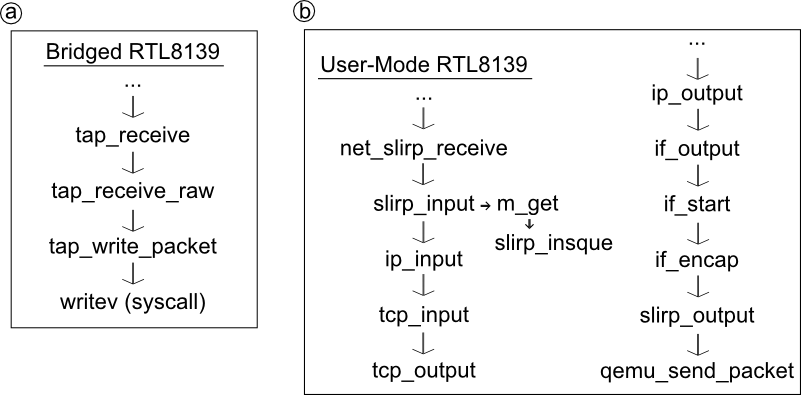 a
Bridged RTL8139
...
tap_receive
tap_receive_raw
tap_write_packet
writev (syscall)
b
User-Mode RTL8139
...
net_slirp_receive
slirp_input m_get
slirp_insque
ip_input
tcp_input
tcp_output
...
ip_output
if_output
if_start
if_encap
slirp_output
qemu_send_packet